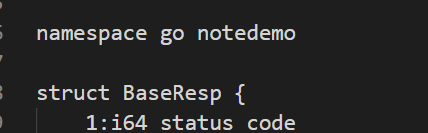 namespace go notedemo
struct BaseResp {
1:i64 status code